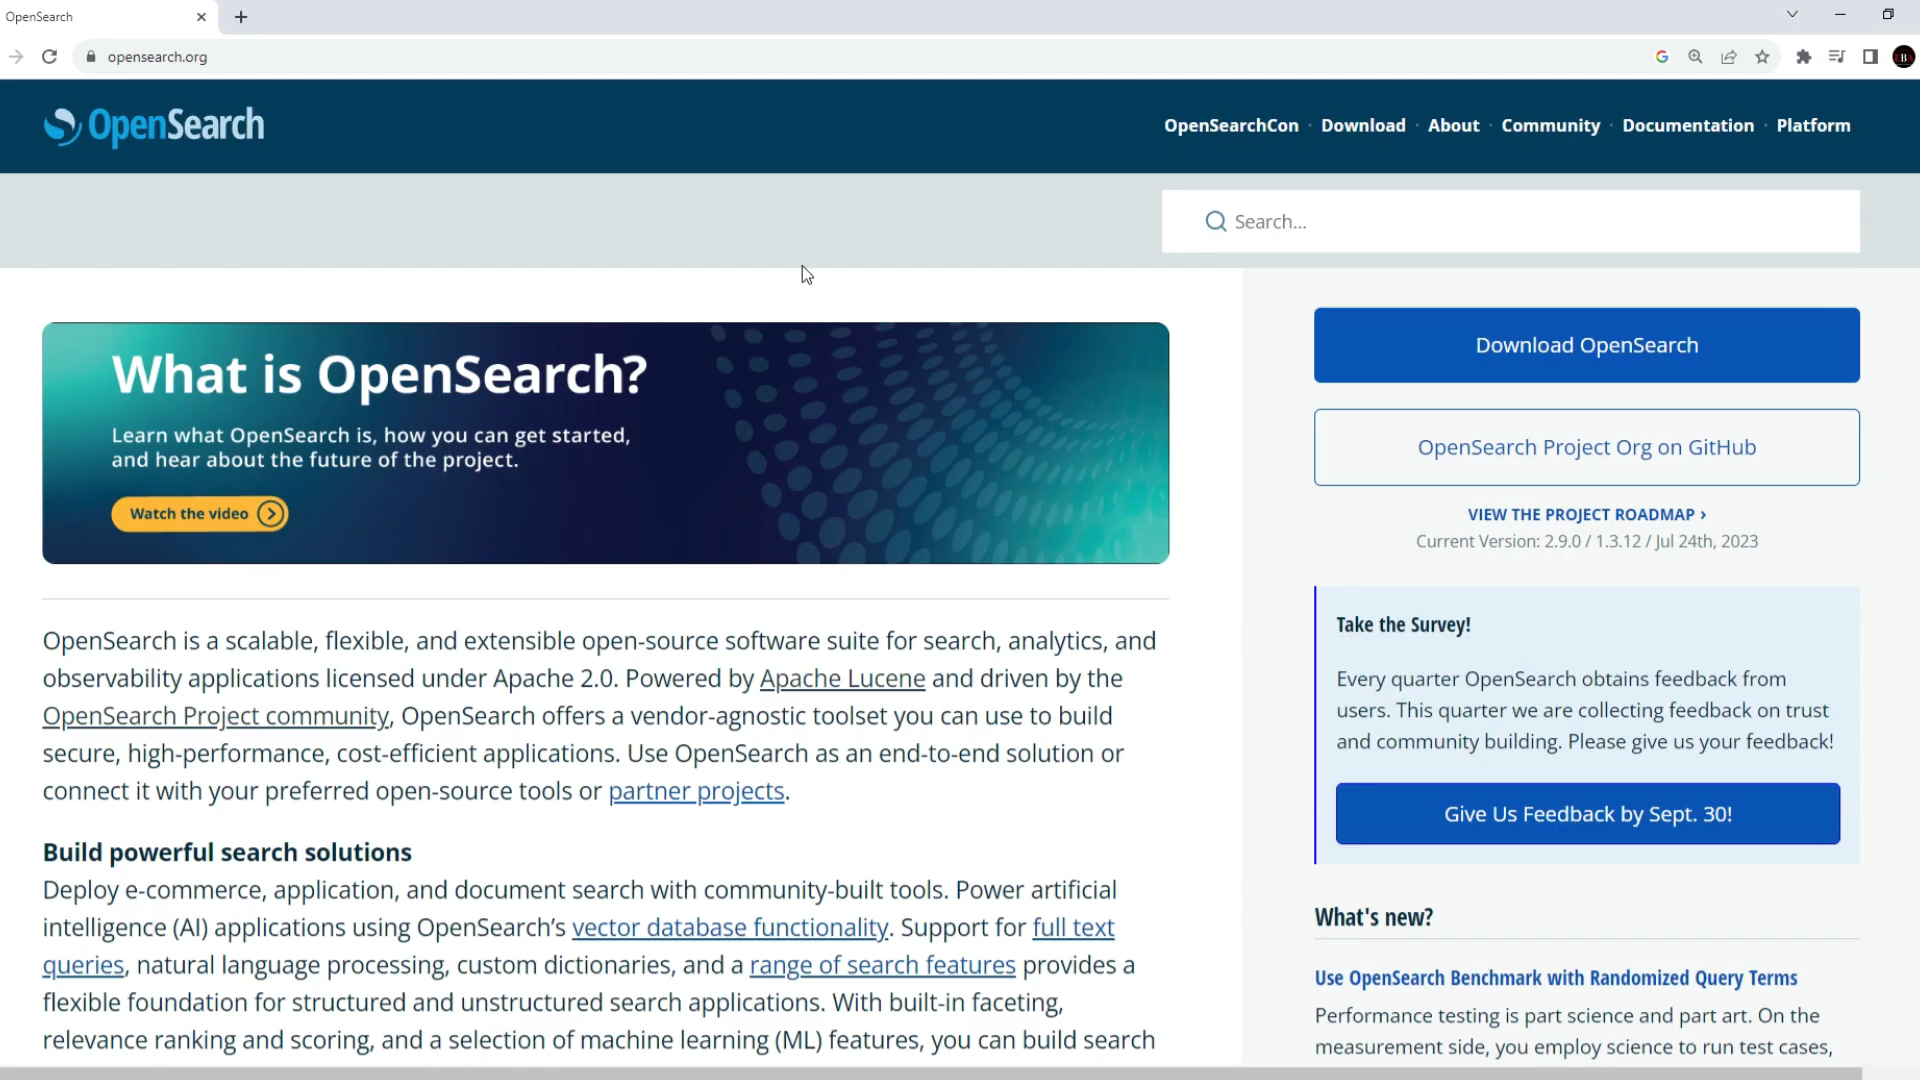 OpenSearch
opensearch.org
OpenSearch
OpenSearchCon · Download · About · Community · Documentation · Platform
Search...
What is OpenSearch?
Learn what OpenSearch is, how you can get started,
and hear about the future of the project.
Watch the video
OpenSearch is a scalable, flexible, and extensible open-source software suite for search, analytics, and
observability applications licensed under Apache 2.0. Powered by Apache Lucene and driven by the
OpenSearch Project community, OpenSearch offers a vendor-agnostic toolset you can use to build
secure, high-performance, cost-efficient applications. Use OpenSearch as an end-to-end solution or
connect it with your preferred open-source tools or partner projects.
Build powerful search solutions
Deploy e-commerce, application, and document search with community-built tools. Power artificial
intelligence (AI) applications using OpenSearch’s vector database functionality. Support for full text
queries, natural language processing, custom dictionaries, and a range of search features provides a
flexible foundation for structured and unstructured search applications. With built-in faceting,
relevance ranking and scoring, and a selection of machine learning (ML) features, you can build search
Download OpenSearch
OpenSearch Project Org on GitHub
VIEW THE PROJECT ROADMAP ›
Current Version: 2.9.0 / 1.3.12 / Jul 24th, 2023
Take the Survey!
Every quarter OpenSearch obtains feedback from
users. This quarter we are collecting feedback on trust
and community building. Please give us your feedback!
Give Us Feedback by Sept. 30!
What's new?
Use OpenSearch Benchmark with Randomized Query Terms
Performance testing is part science and part art. On the
measurement side, you employ science to run test cases,